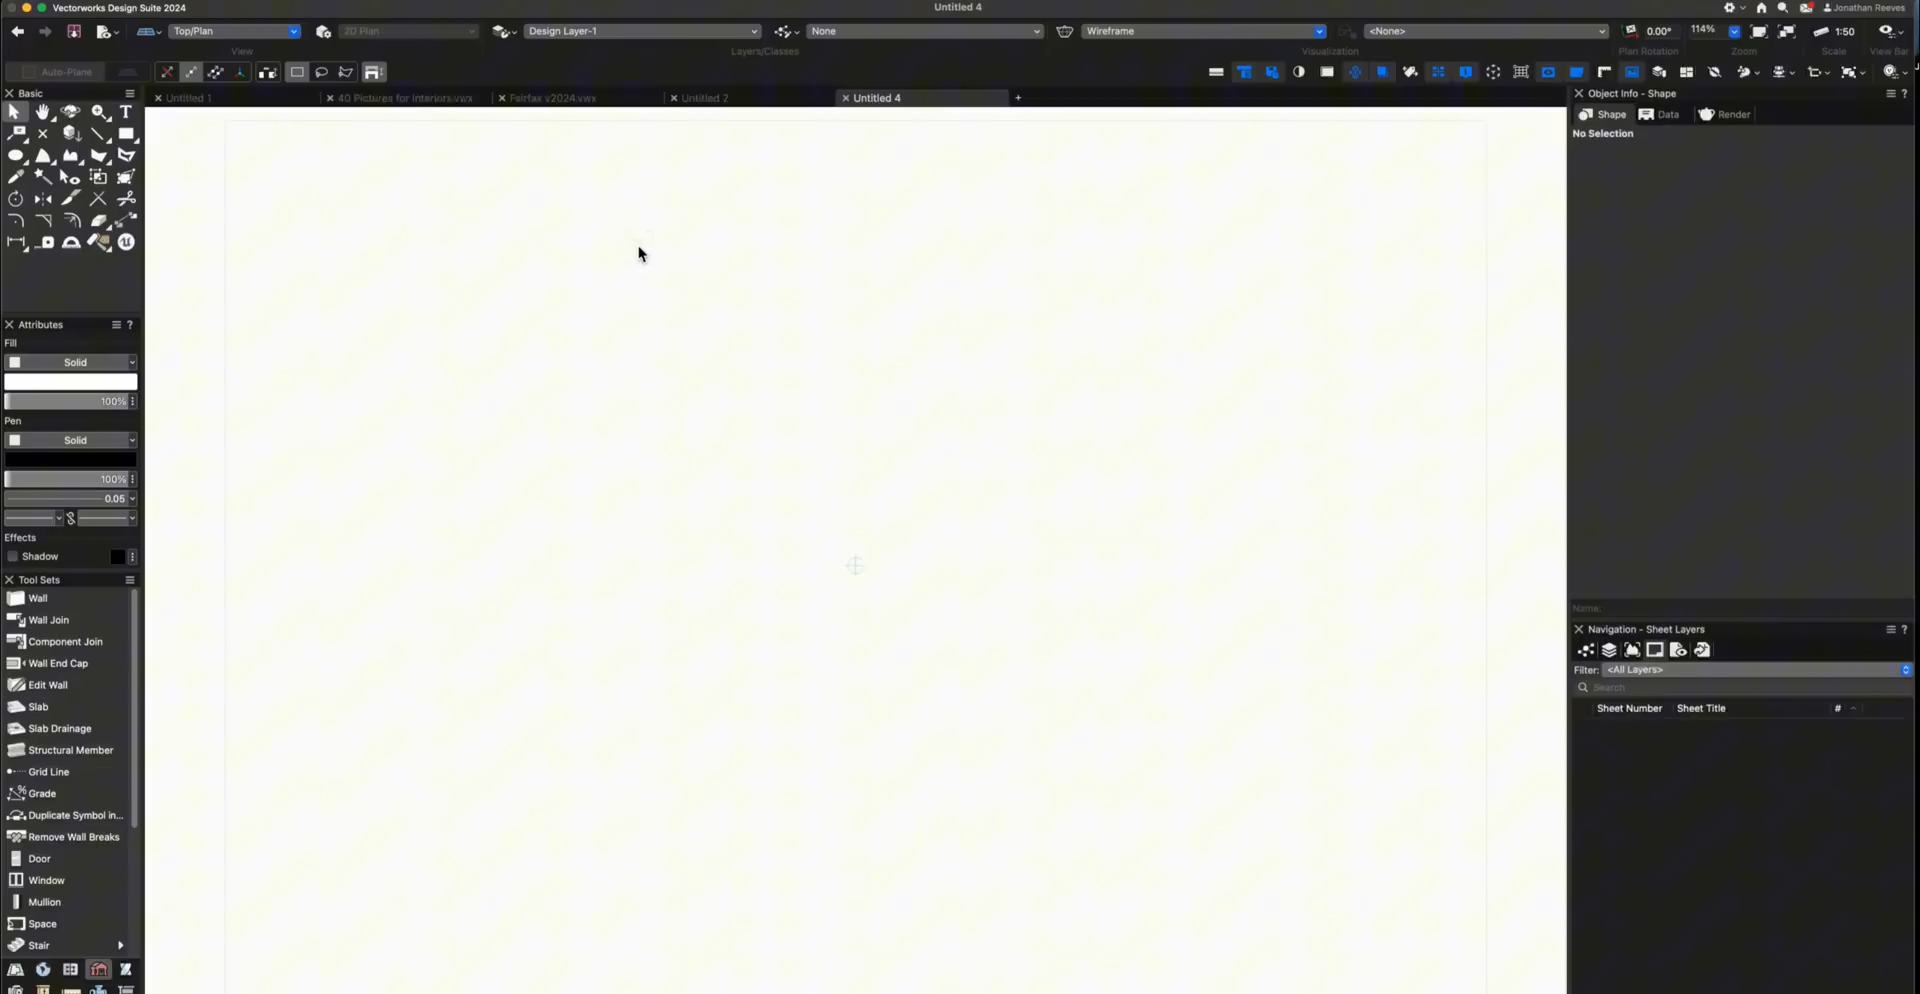 Vectorworks Design Suite 2024
Untitled 4
Jonathan Reeves
Top/Plan
2D Plan
Design Layer-1
None
Wireframe
<None>
0.00°
114%
1:50
View
Layers/Classes
Visualization
Plan Rotation
Zoom
Scale
View Bar
Auto-Plane
Basic
Untitled 1
40 Pictures for Interiors.vwx
Fairfax v2024.vwx
Untitled 2
Untitled 4
Object Info - Shape
Shape
Data
Render
No Selection
Attributes
Fill
Solid
100%
Pen
Solid
100%
0.05
Effects
Shadow
Tool Sets
Wall
Wall Join
Component Join
Wall End Cap
Edit Wall
Slab
Slab Drainage
Structural Member
Grid Line
Grade
Duplicate Symbol in...
Remove Wall Breaks
Door
Window
Mullion
Space
Stair
Name:
Navigation - Sheet Layers
Filter: <All Layers>
Search
Sheet Number Sheet Title #